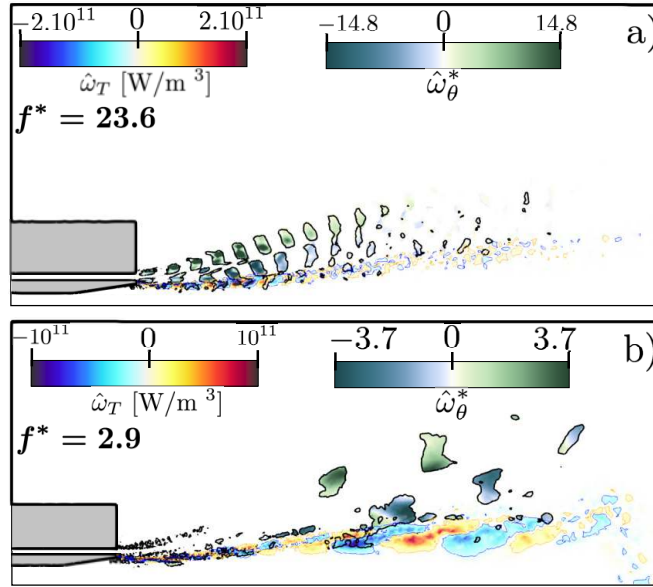 −2.10¹¹ 0 2.10¹¹ −14.8 0 14.8 a)
ω̂_T [W/m ³] ω̂*_θ
f* = 23.6
−10¹¹ 0 10¹¹ −3.7 0 3.7 b)
ω̂_T [W/m ³] ω̂*_θ
f* = 2.9